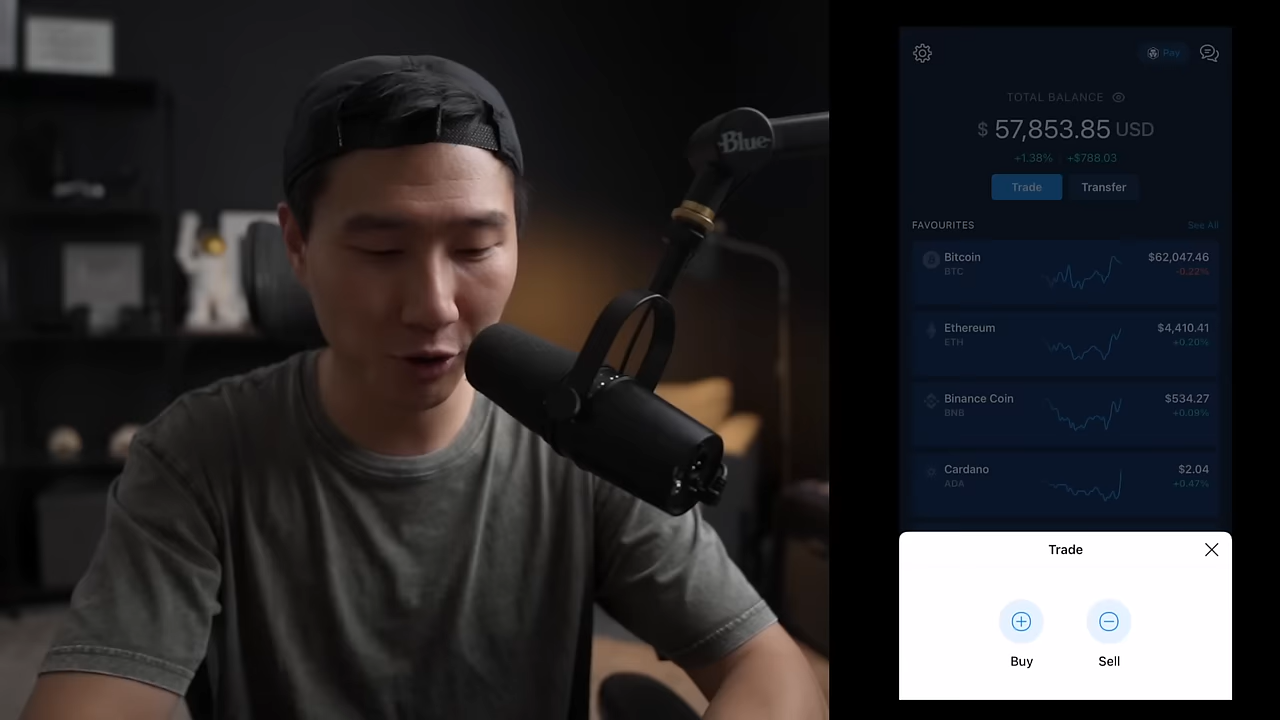 Blue
Pay
TOTAL BALANCE
$ 57,853.85 USD
+1.38% +$788.03
Trade Transfer
FAVOURITES See All
Bitcoin $62,047.46
BTC -0.22%
Ethereum $4,410.41
ETH +0.20%
Binance Coin $534.27
BNB +0.09%
Cardano $2.04
ADA +0.47%
Trade
Buy Sell